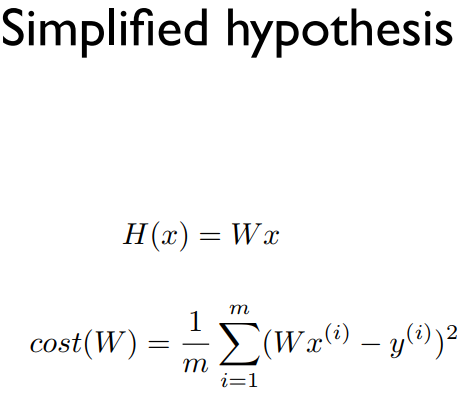 Simplified hypothesis
H(x) = Wx
cost(W) = \frac{1}{m} \sum_{i=1}^{m} (Wx^{(i)} - y^{(i)})^2